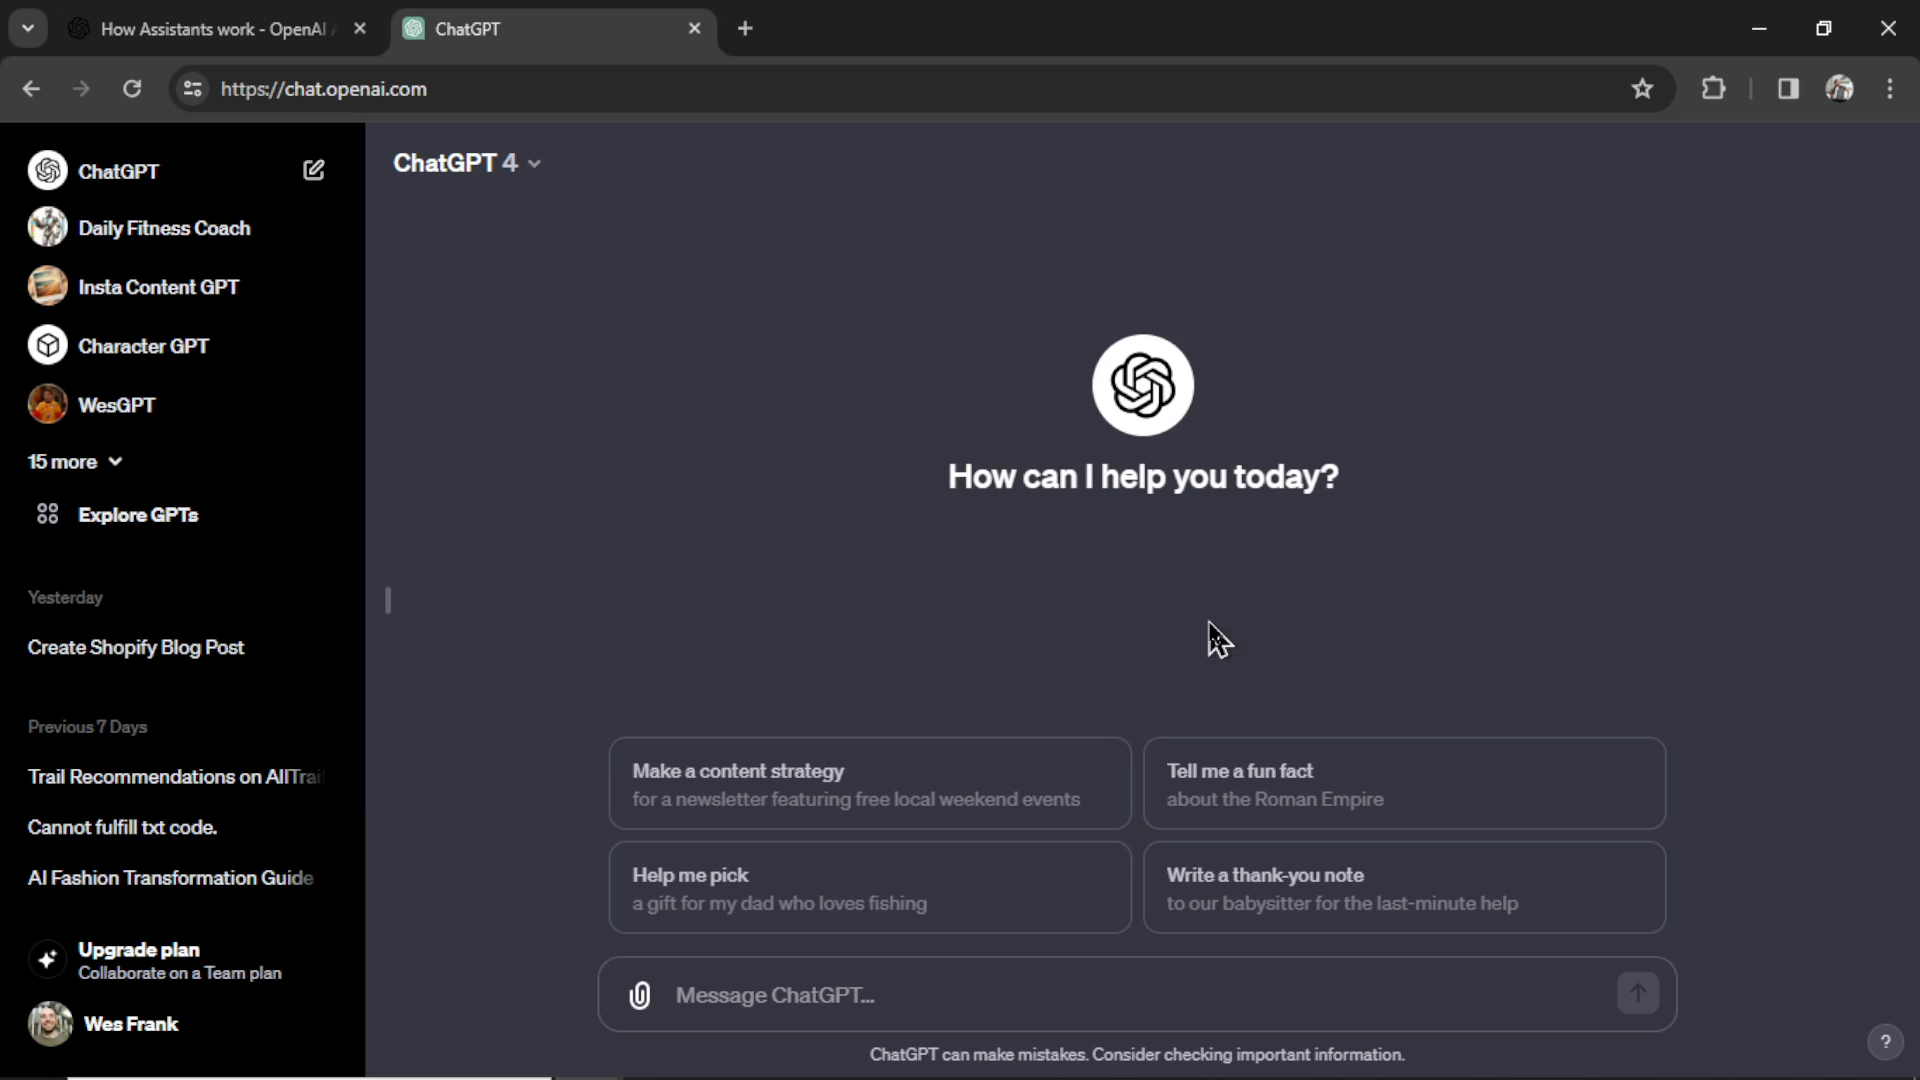 How Assistants work - OpenAI
ChatGPT
https://chat.openai.com
ChatGPT
Daily Fitness Coach
Insta Content GPT
Character GPT
WesGPT
15 more
Explore GPTs
Yesterday
Create Shopify Blog Post
Previous 7 Days
Trail Recommendations on AllTrai
Cannot fulfill txt code.
AI Fashion Transformation Guide
Upgrade plan
Collaborate on a Team plan
Wes Frank
ChatGPT 4
How can I help you today?
Make a content strategy
for a newsletter featuring free local weekend events
Tell me a fun fact
about the Roman Empire
Help me pick
a gift for my dad who loves fishing
Write a thank-you note
to our babysitter for the last-minute help
Message ChatGPT...
ChatGPT can make mistakes. Consider checking important information.
?